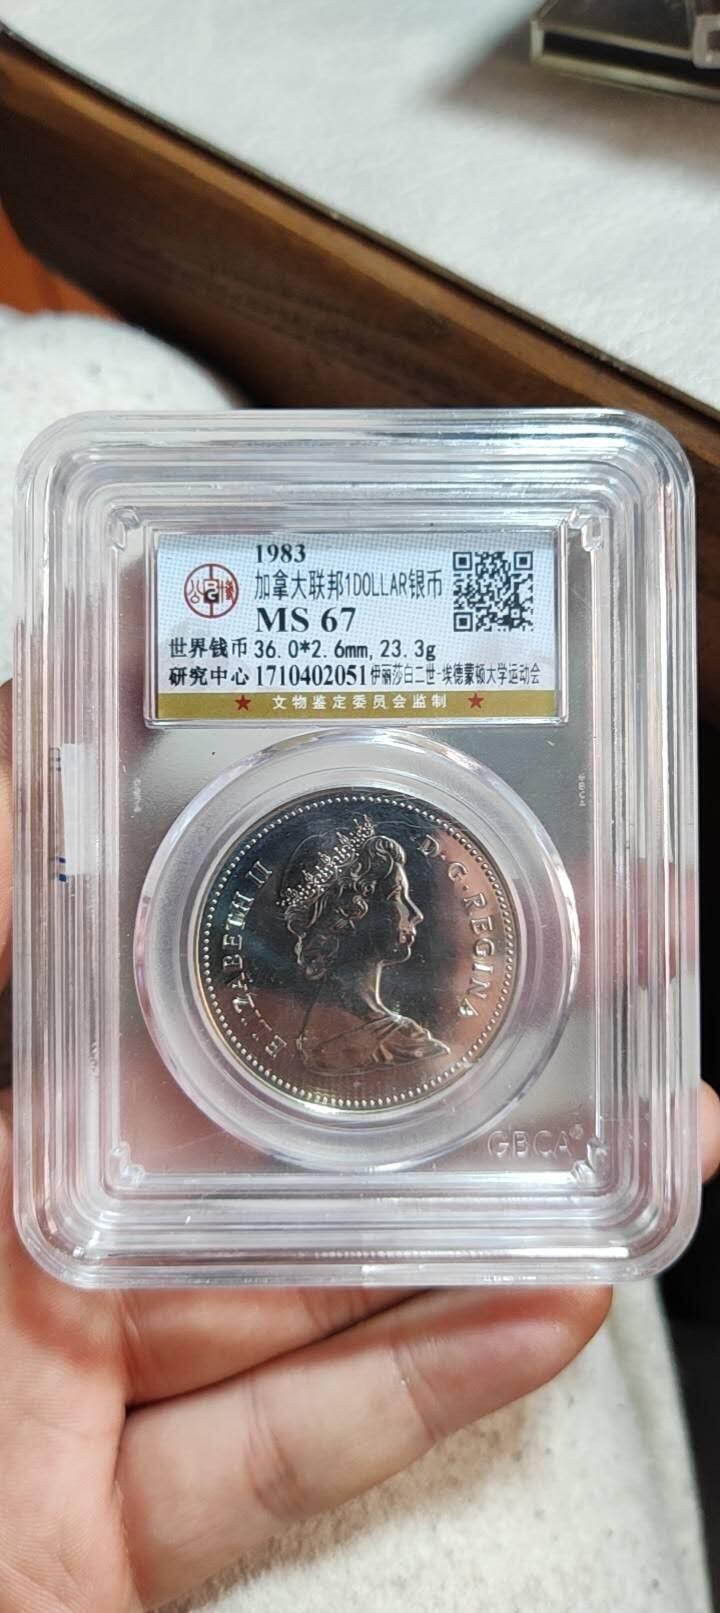 1983
加拿大联邦1DOLLAR银币
MS 67
世界钱币 36.0*2.6mm, 23.3g
研究中心 1710402051 伊丽莎白二世-埃德蒙顿大学运动会
★ 文物鉴定委员会监制 ★
G
ELIZABETH II D·G·REGINA
GBCA®